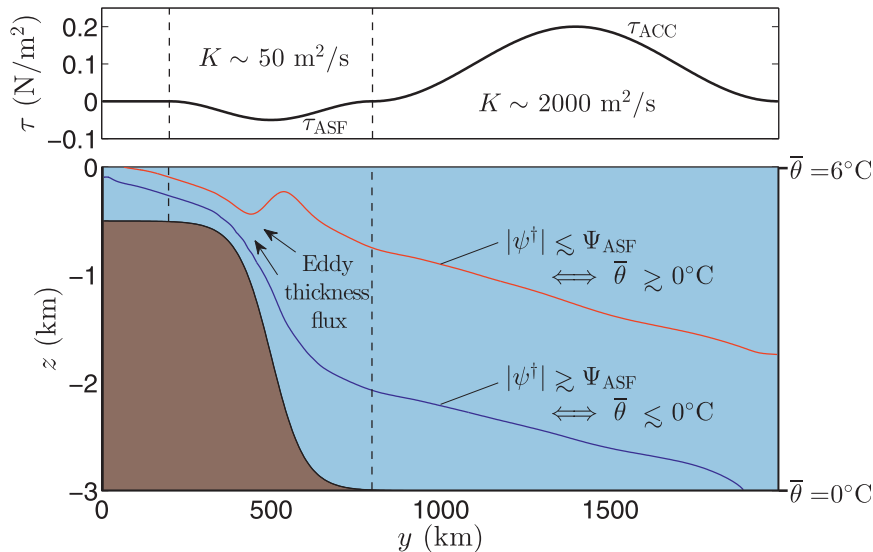 τ (N/m²)
0.2
0.1
0
−0.1
K ∼ 50 m²/s
τ_ACC
K ∼ 2000 m²/s
τ_ASF
0
θ̅ =6°C
|ψ†| ≲ Ψ_ASF
⟺ θ̅ ≳ 0°C
Eddy
thickness
flux
−1
z (km)
|ψ†| ≳ Ψ_ASF
⟺ θ̅ ≲ 0°C
−2
−3
θ̅ =0°C
0 500 1000 1500
y (km)